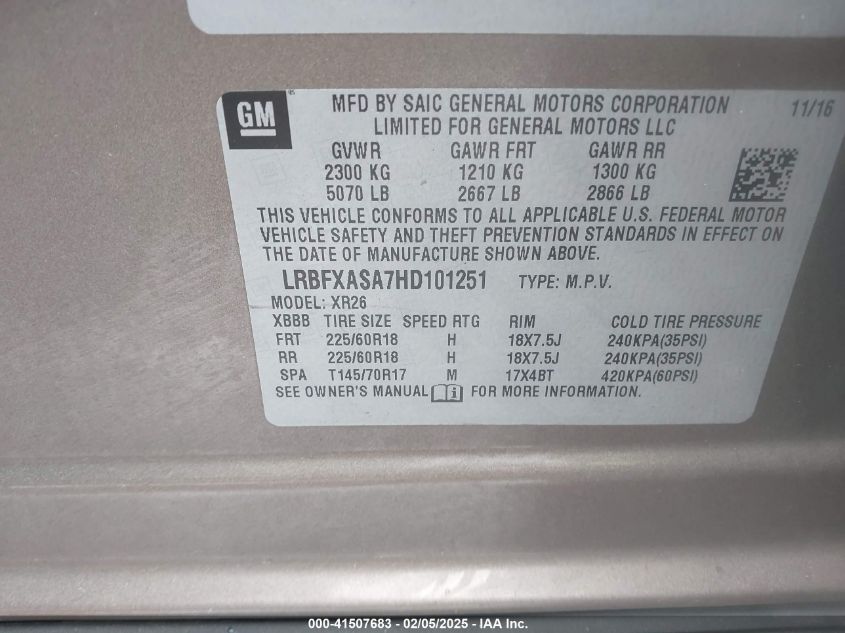 GM
MFD BY SAIC GENERAL MOTORS CORPORATION 11/16
LIMITED FOR GENERAL MOTORS LLC
GVWR GAWR FRT GAWR RR
2300 KG 1210 KG 1300 KG
5070 LB 2667 LB 2866 LB
THIS VEHICLE CONFORMS TO ALL APPLICABLE U.S. FEDERAL MOTOR
VEHICLE SAFETY AND THEFT PREVENTION STANDARDS IN EFFECT ON
THE DATE OF MANUFACTURE SHOWN ABOVE.
LRBFXASA7HD101251 TYPE: M.P.V.
MODEL: XR26
XBBB TIRE SIZE SPEED RTG RIM COLD TIRE PRESSURE
FRT 225/60R18 H 18X7.5J 240KPA(35PSI)
RR 225/60R18 H 18X7.5J 240KPA(35PSI)
SPA T145/70R17 M 17X4BT 420KPA(60PSI)
SEE OWNER'S MANUAL i FOR MORE INFORMATION.
000-41507683 - 02/05/2025 - IAA Inc.